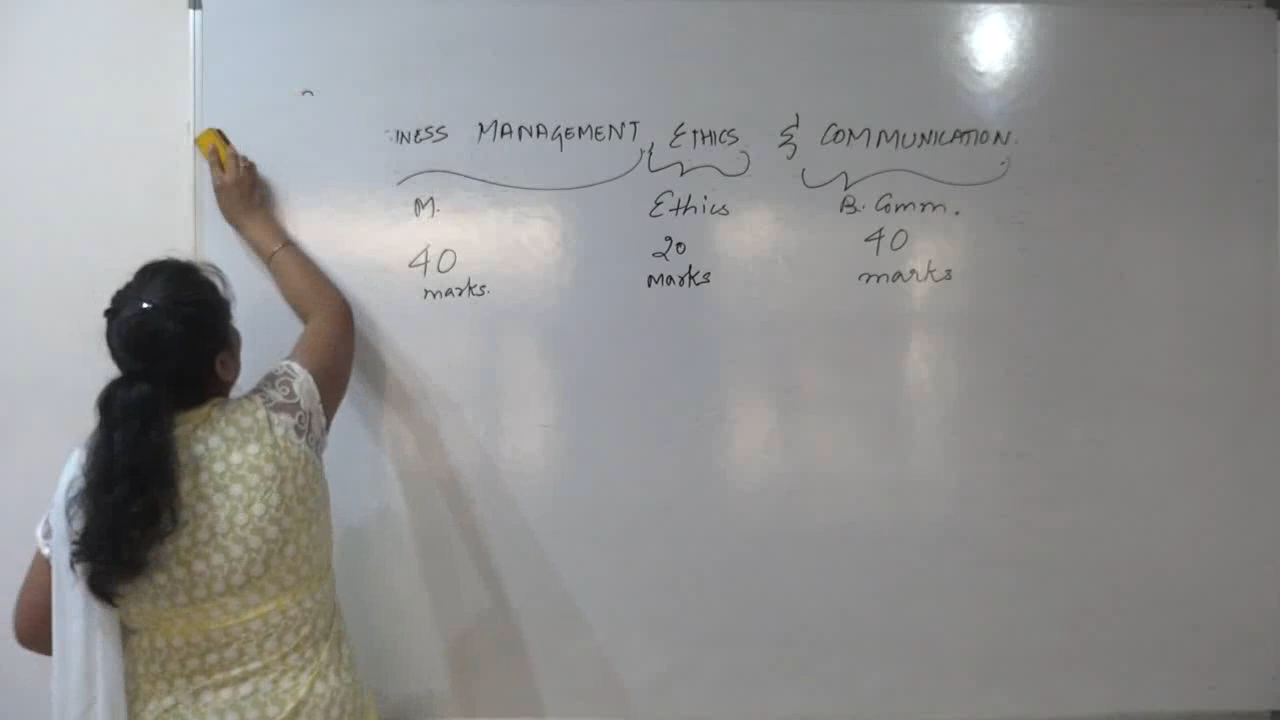 INESS MANAGEMENT, ETHICS & COMMUNICATION.
M. Ethics B. Comm.
40 20 40
marks. marks marks